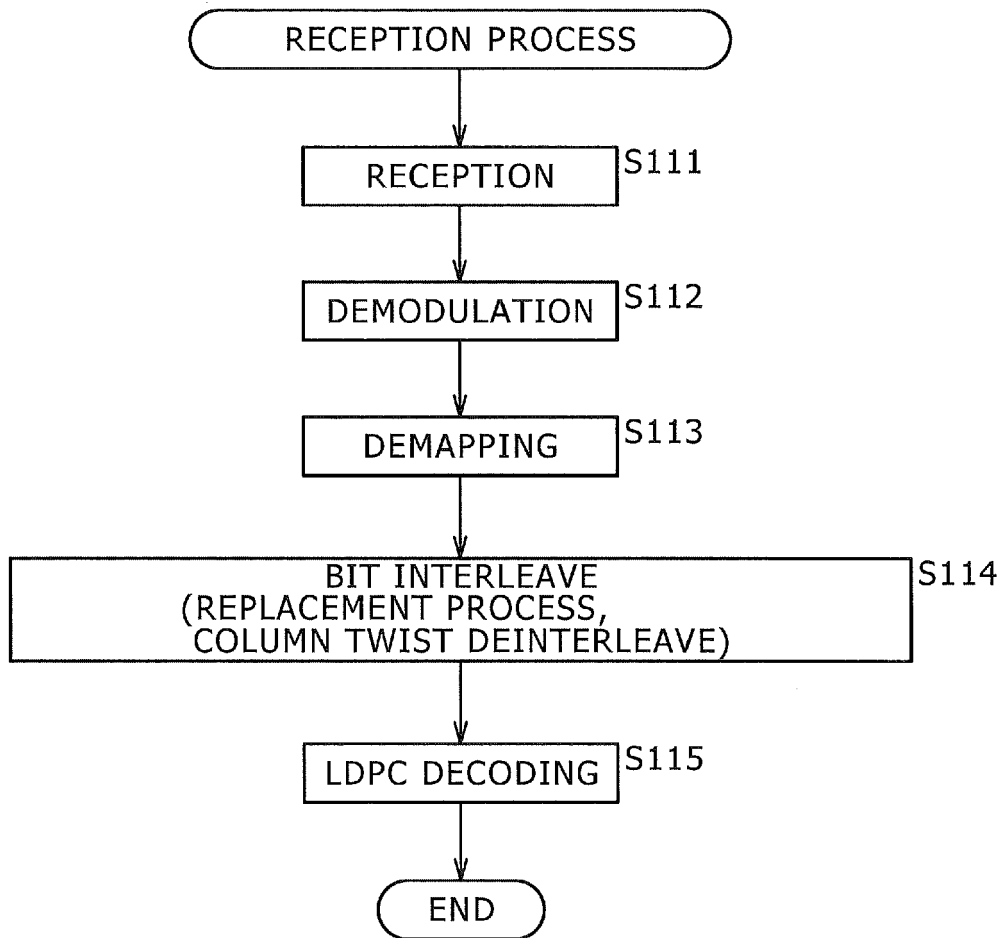 RECEPTION PROCESS
RECEPTION
S111
DEMODULATION
S112
DEMAPPING
S113
BIT INTERLEAVE
(REPLACEMENT PROCESS,
COLUMN TWIST DEINTERLEAVE)
S114
LDPC DECODING
S115
END